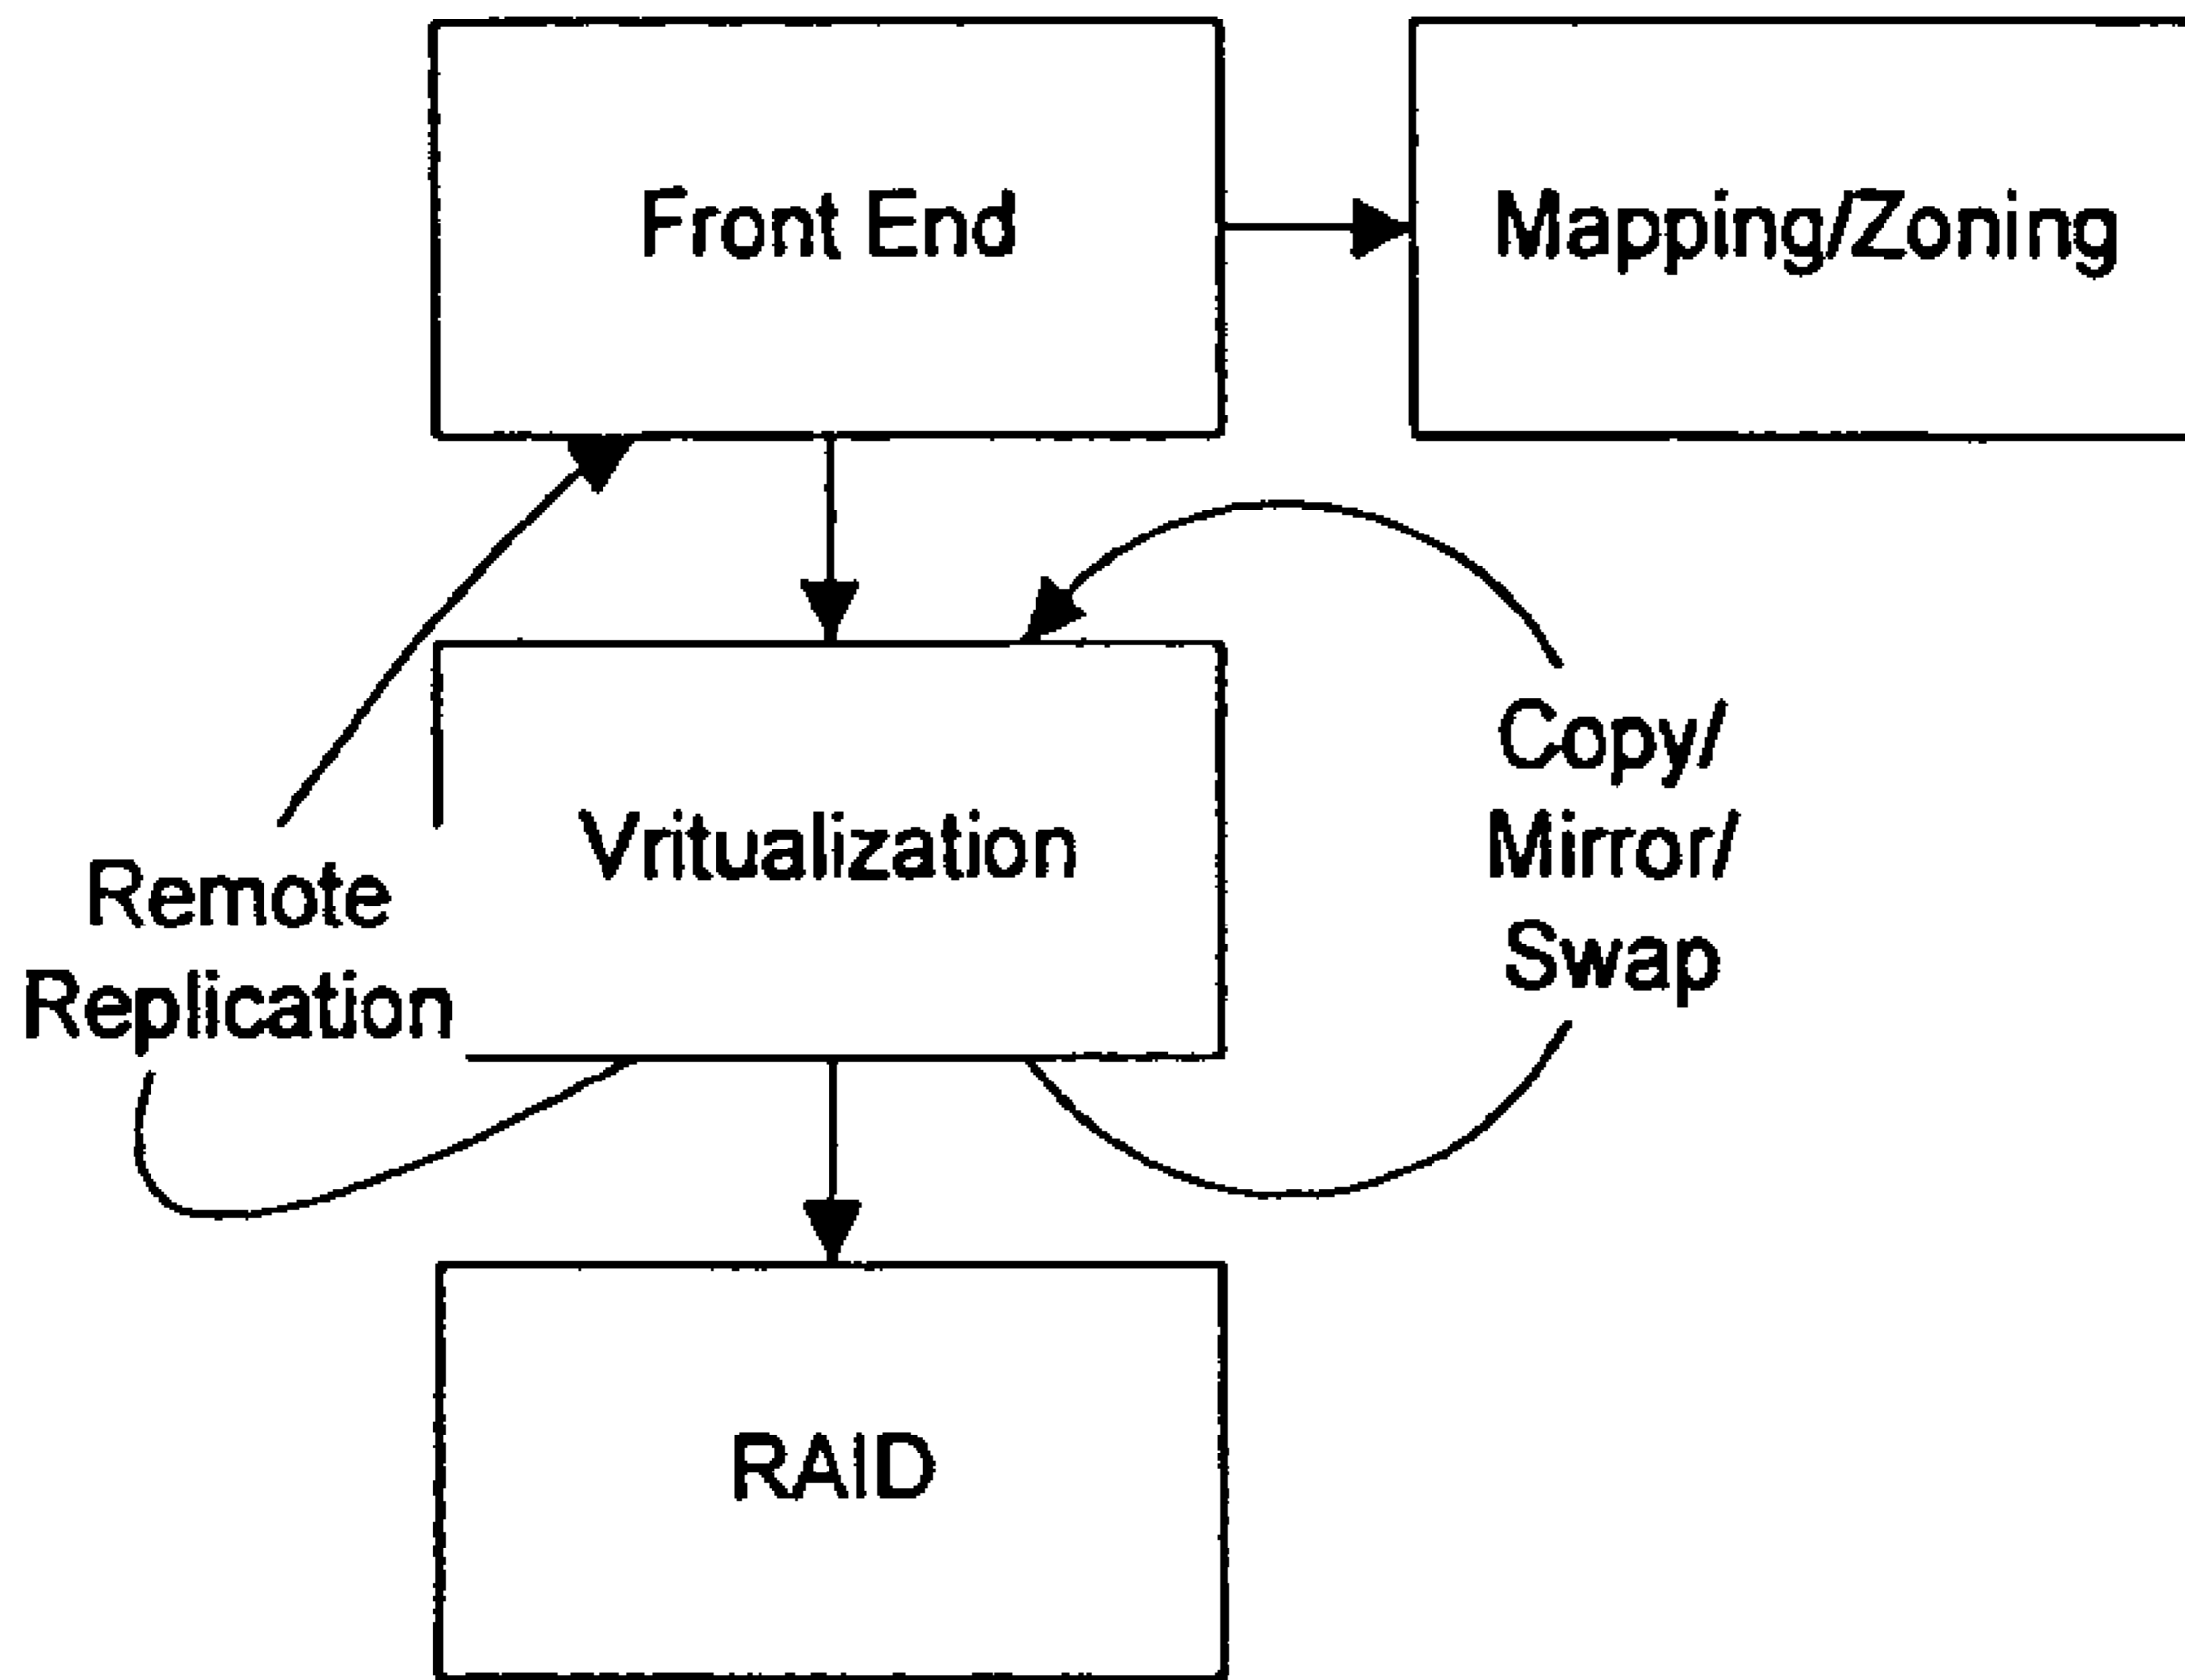 Front End
Mapping/Zoning
Copy/
Mirror/
Swap
Vritualization
Remote
Replication
RAID